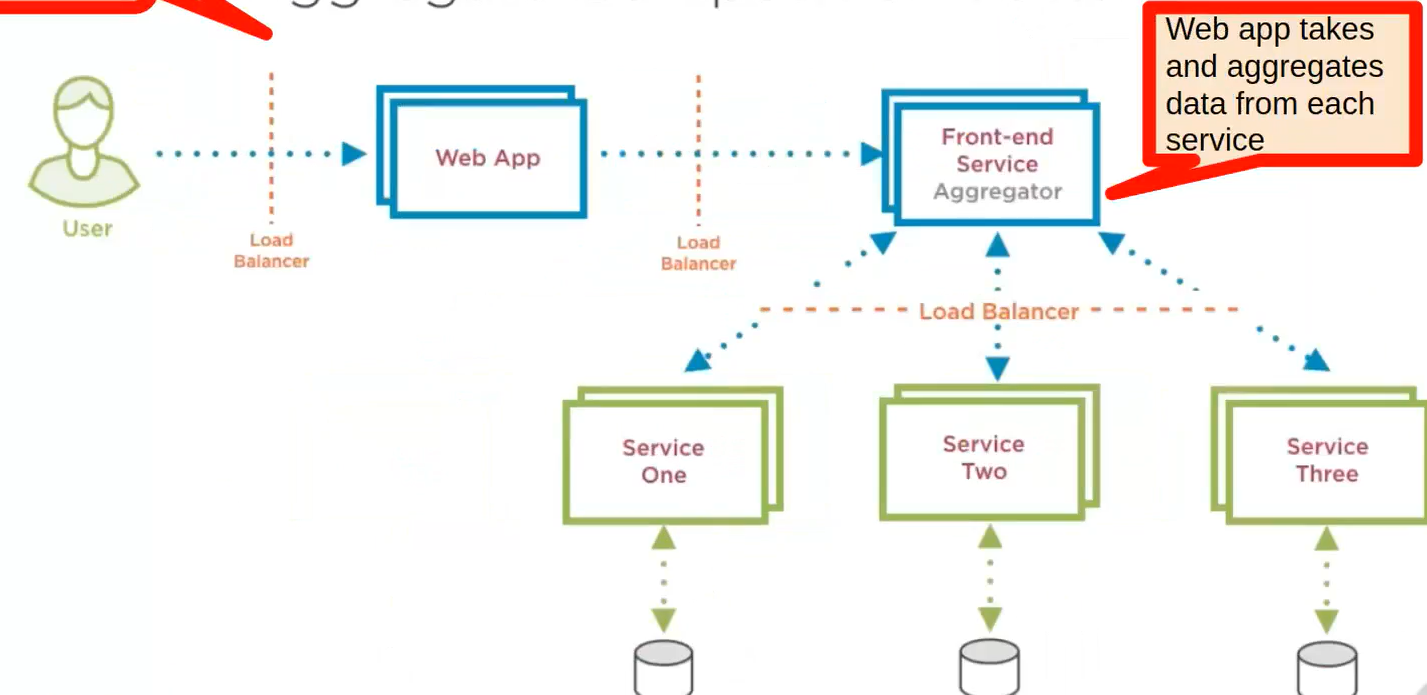 Web app takes
and aggregates
data from each
service
Web App
Front-end
Service
Aggregator
User
Load
Balancer
Load
Balancer
Load Balancer
Service
One
Service
Two
Service
Three